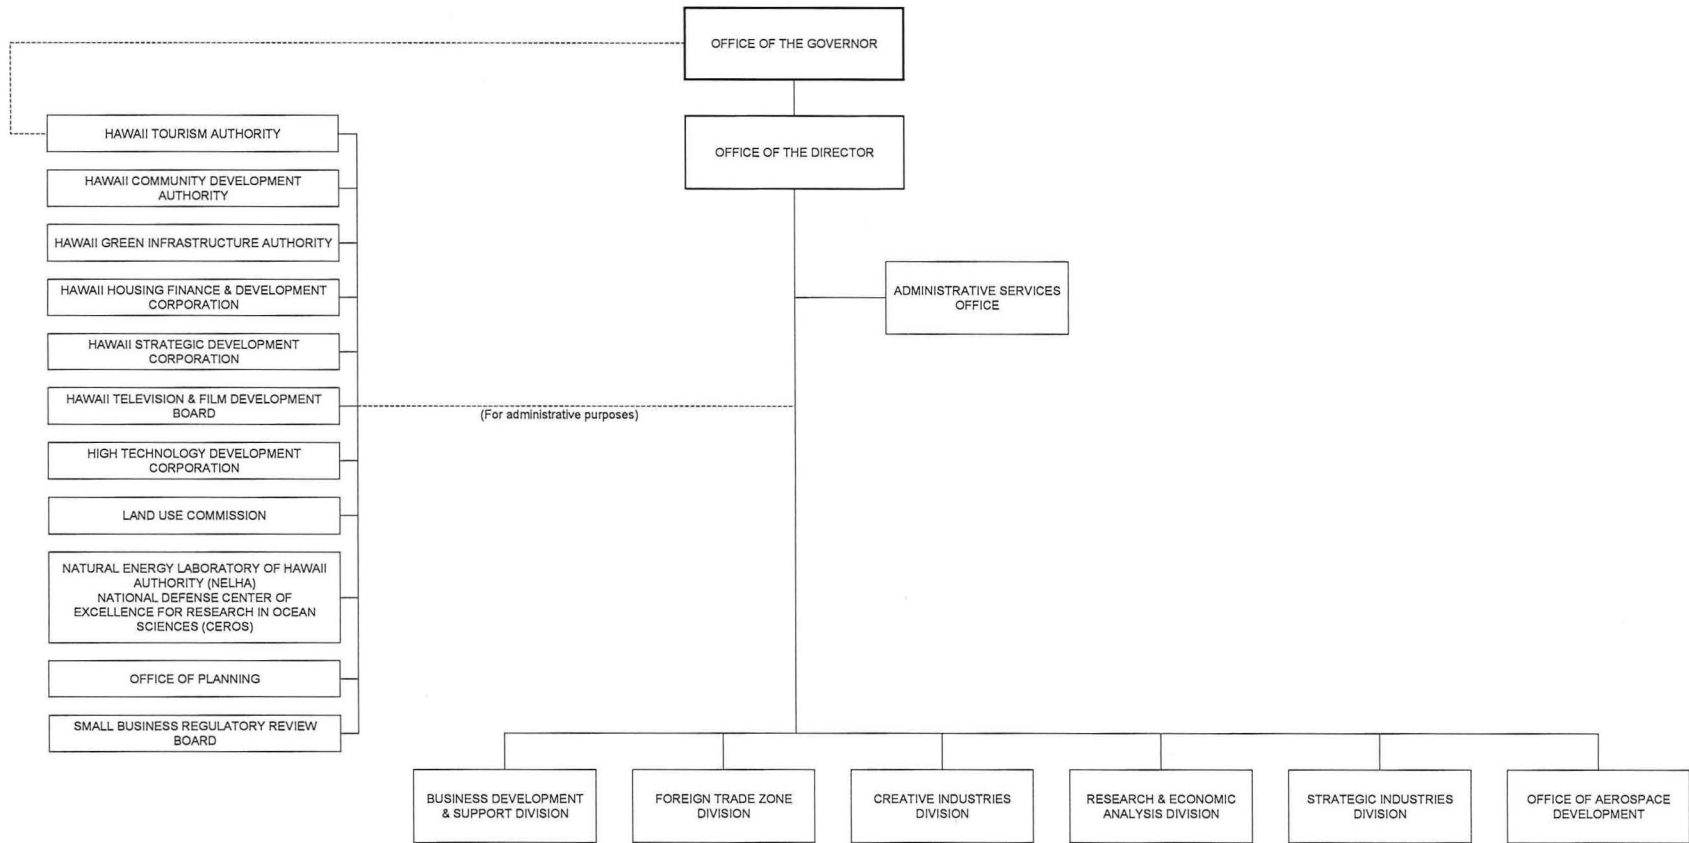 OFFICE OF THE GOVERNOR
HAWAII TOURISM AUTHORITY
OFFICE OF THE DIRECTOR
HAWAII COMMUNITY DEVELOPMENT
AUTHORITY
HAWAII GREEN INFRASTRUCTURE AUTHORITY
HAWAII HOUSING FINANCE & DEVELOPMENT
CORPORATION
ADMINISTRATIVE SERVICES
OFFICE
HAWAII STRATEGIC DEVELOPMENT
CORPORATION
HAWAII TELEVISION & FILM DEVELOPMENT
BOARD
(For administrative purposes)
HIGH TECHNOLOGY DEVELOPMENT
CORPORATION
LAND USE COMMISSION
NATURAL ENERGY LABORATORY OF HAWAII
AUTHORITY (NELHA)
NATIONAL DEFENSE CENTER OF
EXCELLENCE FOR RESEARCH IN OCEAN
SCIENCES (CEROS)
OFFICE OF PLANNING
SMALL BUSINESS REGULATORY REVIEW
BOARD
BUSINESS DEVELOPMENT
& SUPPORT DIVISION
FOREIGN TRADE ZONE
DIVISION
CREATIVE INDUSTRIES
DIVISION
RESEARCH & ECONOMIC
ANALYSIS DIVISION
STRATEGIC INDUSTRIES
DIVISION
OFFICE OF AEROSPACE
DEVELOPMENT